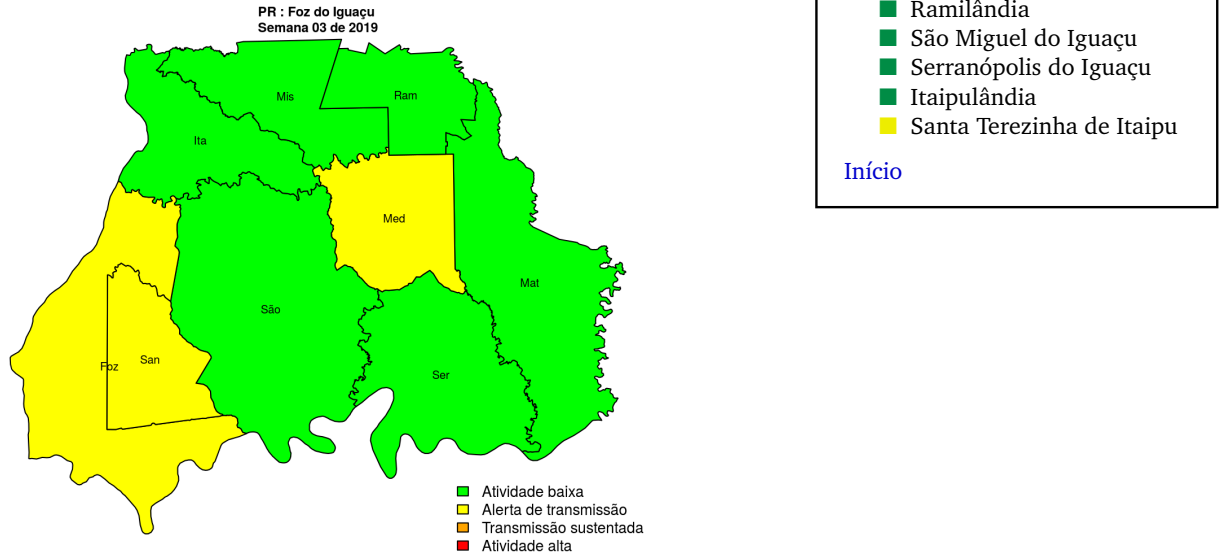 PR : Foz do Iguaçu
Semana 03 de 2019
Mis
Ram
Ita
Med
Mat
São
Foz
San
Ser
Atividade baixa
Alerta de transmissão
Transmissão sustentada
Atividade alta
Ramilândia
São Miguel do Iguaçu
Serranópolis do Iguaçu
Itaipulândia
Santa Terezinha de Itaipu
Início